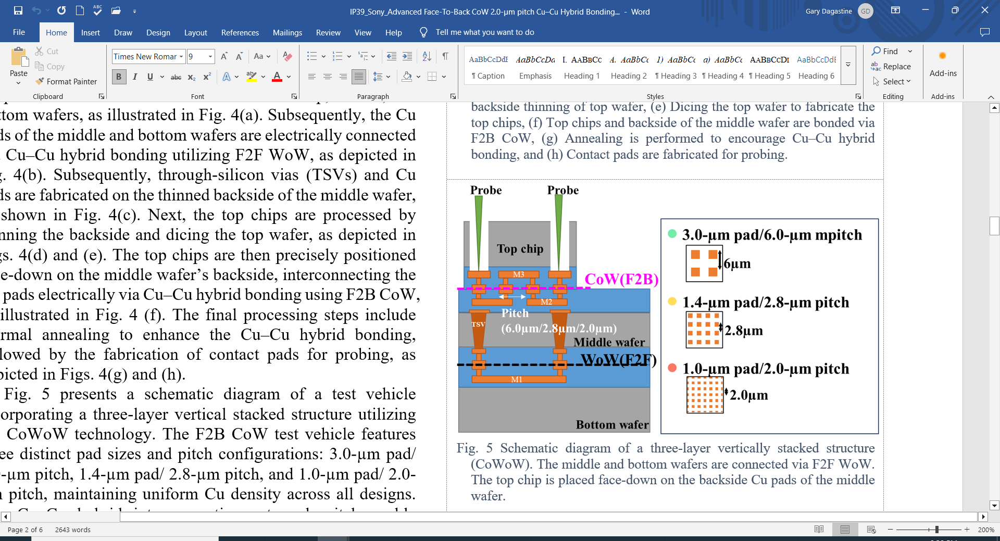 IP39_Sony_Advanced Face-To-Back CoW 2.0-µm pitch Cu–Cu Hybrid Bonding... - Word
Gary Dagastine
GD
File
Home
Insert
Draw
Design
Layout
References
Mailings
Review
View
Help
Tell me what you want to do
Paste
Cut
Copy
Format Painter
Clipboard
Times New Romar
9
Font
Paragraph
AaBbCcDdE
¶ Caption
AaBbCcDa
Emphasis
I. AABBCC
Heading 1
A. AaBbCc
Heading 2
1) AaBbCc
¶ Heading 3
a) AaBbCc
¶ Heading 4
AABBCCDI
¶ Heading 5
AaBbCcDdE
Heading 6
Styles
Find
Replace
Select
Editing
Add-ins
Add-ins
ttom wafers, as illustrated in Fig. 4(a). Subsequently, the Cu
ds of the middle and bottom wafers are electrically connected
Cu–Cu hybrid bonding utilizing F2F WoW, as depicted in
g. 4(b). Subsequently, through-silicon vias (TSVs) and Cu
ds are fabricated on the thinned backside of the middle wafer,
shown in Fig. 4(c). Next, the top chips are processed by
nning the backside and dicing the top wafer, as depicted in
gs. 4(d) and (e). The top chips are then precisely positioned
e-down on the middle wafer’s backside, interconnecting the
pads electrically via Cu–Cu hybrid bonding using F2B CoW,
illustrated in Fig. 4 (f). The final processing steps include
rmal annealing to enhance the Cu–Cu hybrid bonding,
lowed by the fabrication of contact pads for probing, as
picted in Figs. 4(g) and (h).
Fig. 5 presents a schematic diagram of a test vehicle
corporating a three-layer vertical stacked structure utilizing
CoWoW technology. The F2B CoW test vehicle features
ee distinct pad sizes and pitch configurations: 3.0-µm pad/
-µm pitch, 1.4-µm pad/ 2.8-µm pitch, and 1.0-µm pad/ 2.0-
pitch, maintaining uniform Cu density across all designs.
backside thinning of top wafer, (e) Dicing the top wafer to fabricate the
top chips, (f) Top chips and backside of the middle wafer are bonded via
F2B CoW, (g) Annealing is performed to encourage Cu–Cu hybrid
bonding, and (h) Contact pads are fabricated for probing.
Probe
Probe
Top chip
M3
CoW(F2B)
M2
Pitch
TSV
(6.0µm/2.8µm/2.0µm)
Middle wafer
WoW(F2F)
M1
Bottom wafer
3.0-µm pad/6.0-µm mpitch
6µm
1.4-µm pad/2.8-µm pitch
2.8µm
1.0-µm pad/2.0-µm pitch
2.0µm
Fig. 5 Schematic diagram of a three-layer vertically stacked structure
(CoWoW). The middle and bottom wafers are connected via F2F WoW.
The top chip is placed face-down on the backside Cu pads of the middle
wafer.
Page 2 of 6
2643 words
200%